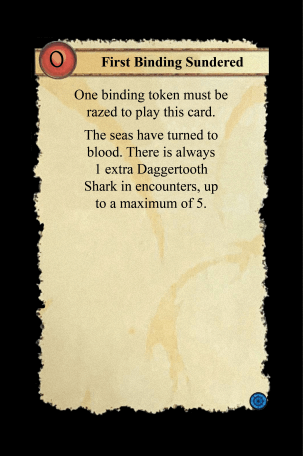 0
First Binding Sundered
One binding token must be
razed to play this card.
The seas have turned to
blood. There is always
1 extra Daggertooth
Shark in encounters, up
to a maximum of 5.